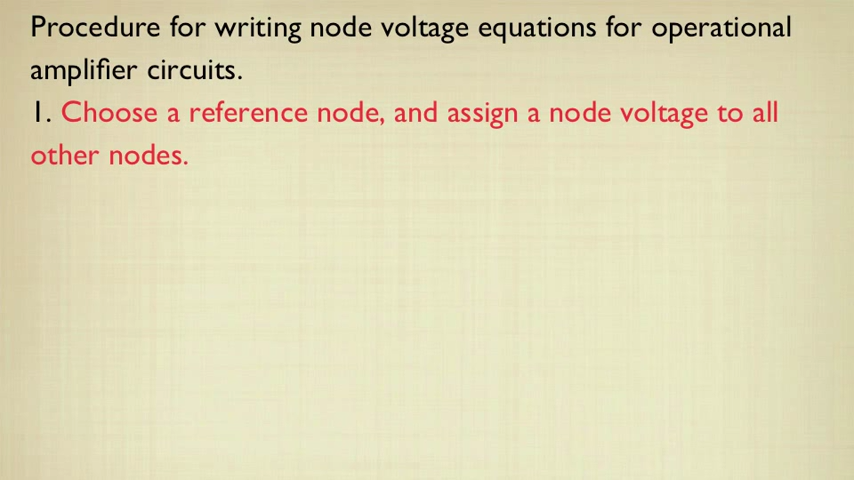 Procedure for writing node voltage equations for operational
amplifier circuits.
1. Choose a reference node, and assign a node voltage to all
other nodes.